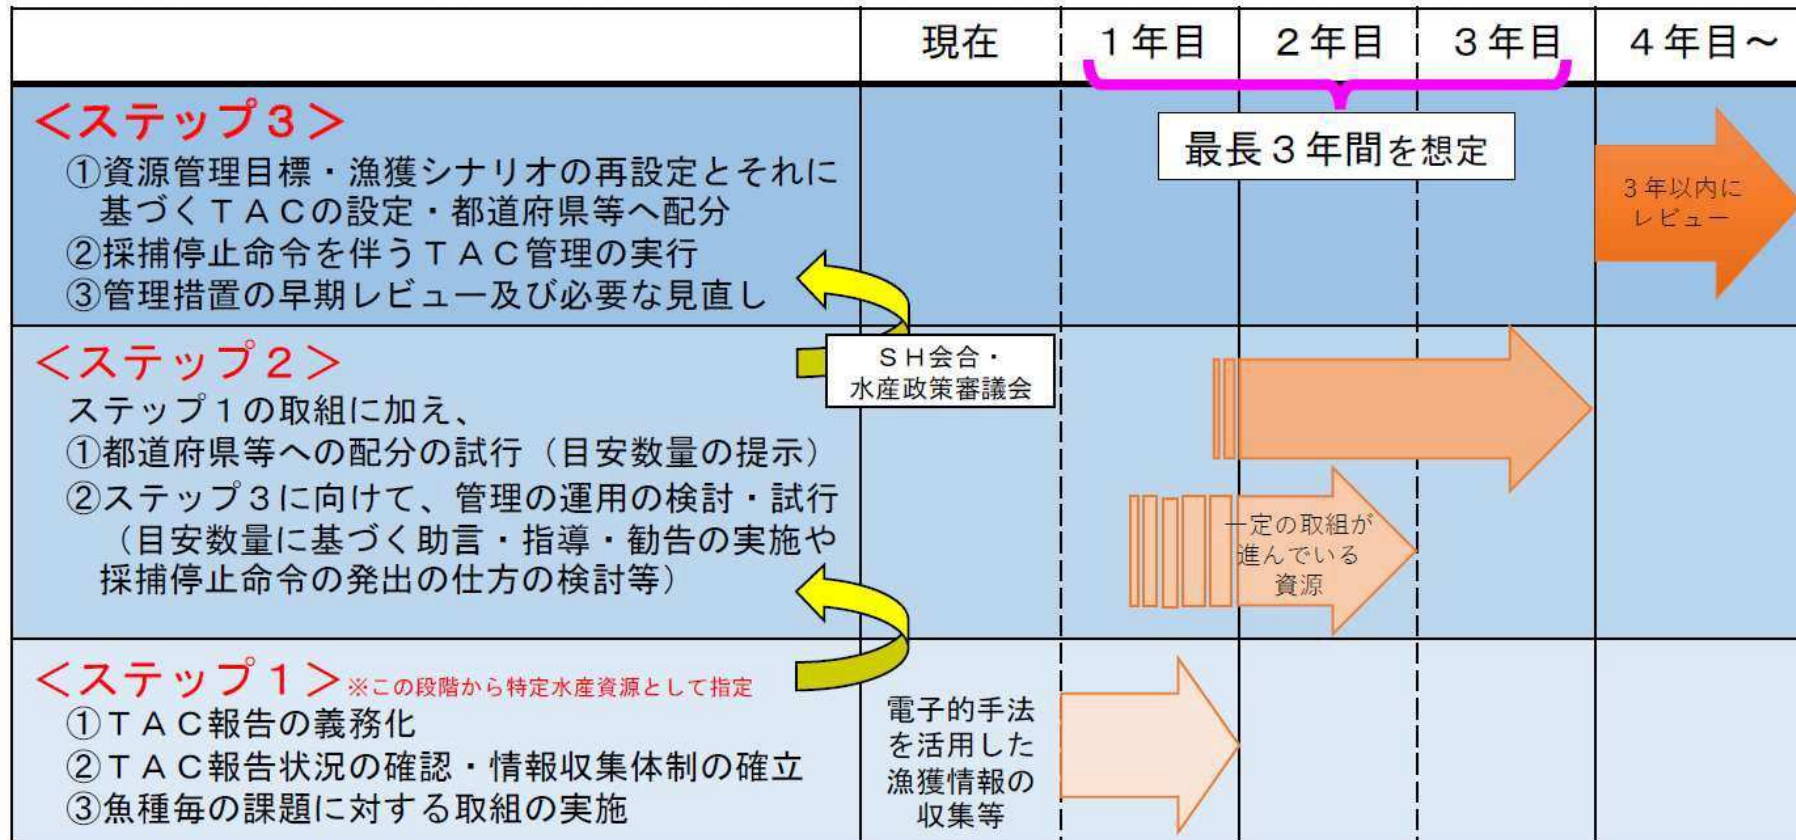 現在
１年目
２年目
３年目
４年目～
最長３年間を想定
＜ステップ３＞
①資源管理目標・漁獲シナリオの再設定とそれに
基づくＴＡＣの設定・都道府県等へ配分
②採捕停止命令を伴うＴＡＣ管理の実行
③管理措置の早期レビュー及び必要な見直し
３年以内に
レビュー
ＳＨ会合・
水産政策審議会
＜ステップ２＞
ステップ１の取組に加え、
①都道府県等への配分の試行（目安数量の提示）
②ステップ３に向けて、管理の運用の検討・試行
（目安数量に基づく助言・指導・勧告の実施や
採捕停止命令の発出の仕方の検討等）
一定の取組が
進んでいる
資源
＜ステップ１＞※この段階から特定水産資源として指定
①ＴＡＣ報告の義務化
②ＴＡＣ報告状況の確認・情報収集体制の確立
③魚種毎の課題に対する取組の実施
電子的手法
を活用した
漁獲情報の
収集等